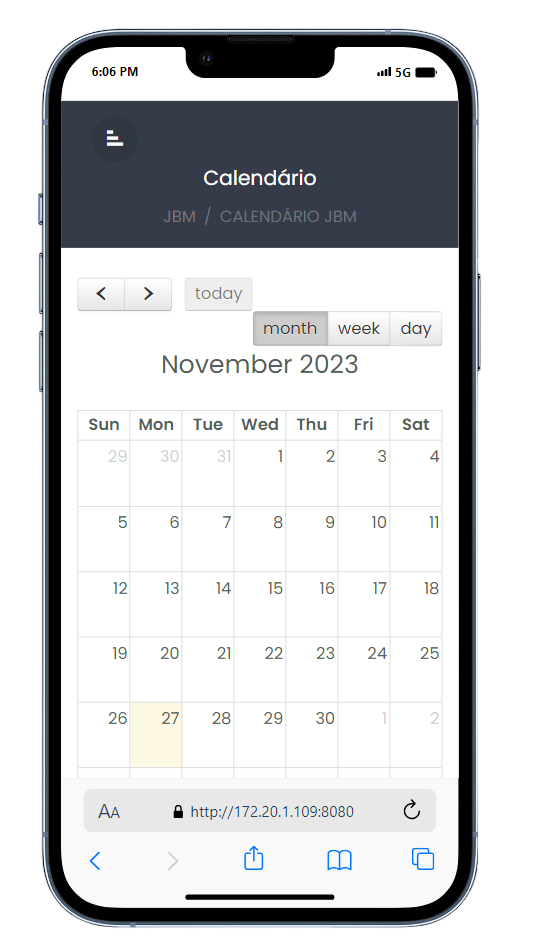 6:06 PM 5G
Calendário
JBM / CALENDÁRIO JBM
today
month week day
November 2023
Sun Mon Tue Wed Thu Fri Sat
29 30 31 1 2 3 4
5 6 7 8 9 10 11
12 13 14 15 16 17 18
19 20 21 22 23 24 25
26 27 28 29 30 1 2
AA http://172.20.1.109:8080